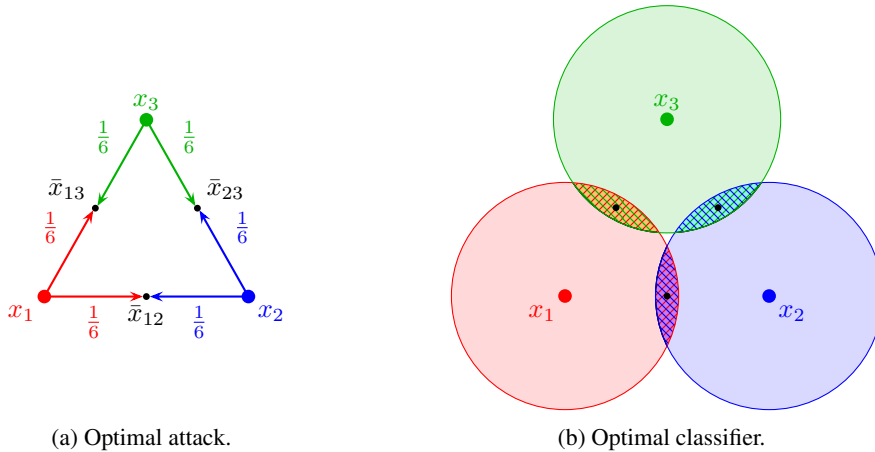 x₃
1/6
1/6
x̄₁₃
x̄₂₃
1/6
1/6
x₁
1/6
x̄₁₂
1/6
x₂
(a) Optimal attack.
x₃
x₁
x₂
(b) Optimal classifier.